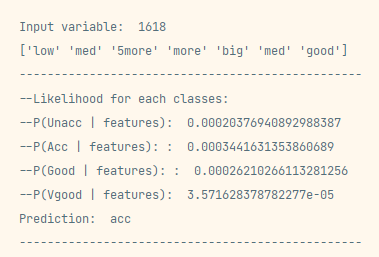 Input variable:  1618
['low' 'med' '5more' 'more' 'big' 'med' 'good']
------------------------------------------------
--Likelihood for each classes:
--P(Unacc | features):  0.00020376940892988387
--P(Acc | features): :  0.0003441631353860689
--P(Good | features): :  0.00026210266113281256
--P(Vgood | features):  3.571628378782277e-05
Prediction:  acc
------------------------------------------------